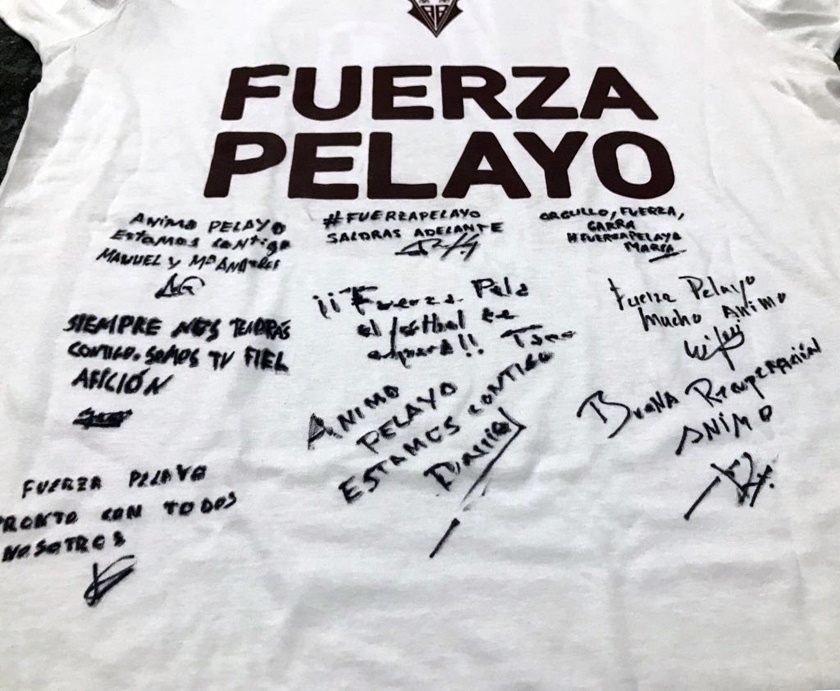 FUERZA
PELAYO
ANIMO PELAYO
Estamos contigo
MANUEL Y Mª ANGELES
#FUERZAPELAYO
SALDRAS ADELANTE
ORGULLO, FUERZA,
GARRA
#FUERZAPELAYO
MARTA
SIEMPRE NOS TENDRÁS
CONTIGO. SOMOS TU FIEL
AFICIÓN
¡¡Fuerza Pela
el futbol te
espera!!
Fuerza Pelayo
Mucho Animo
ANIMO
PELAYO
ESTAMOS CONTIGO
BuenA Recuperación
ANIMO
FUERZA PELAYO
PRONTO CON TODOS
NOSOTROS